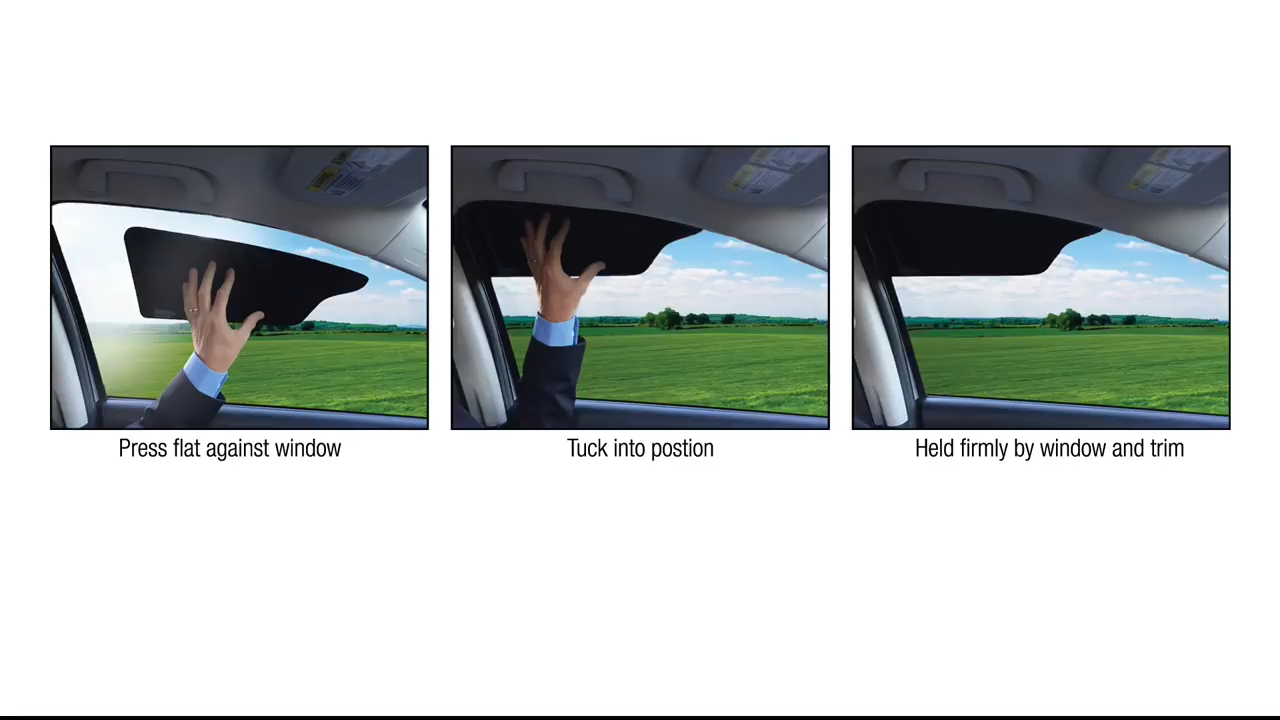 Press flat against window
Tuck into postion
Held firmly by window and trim